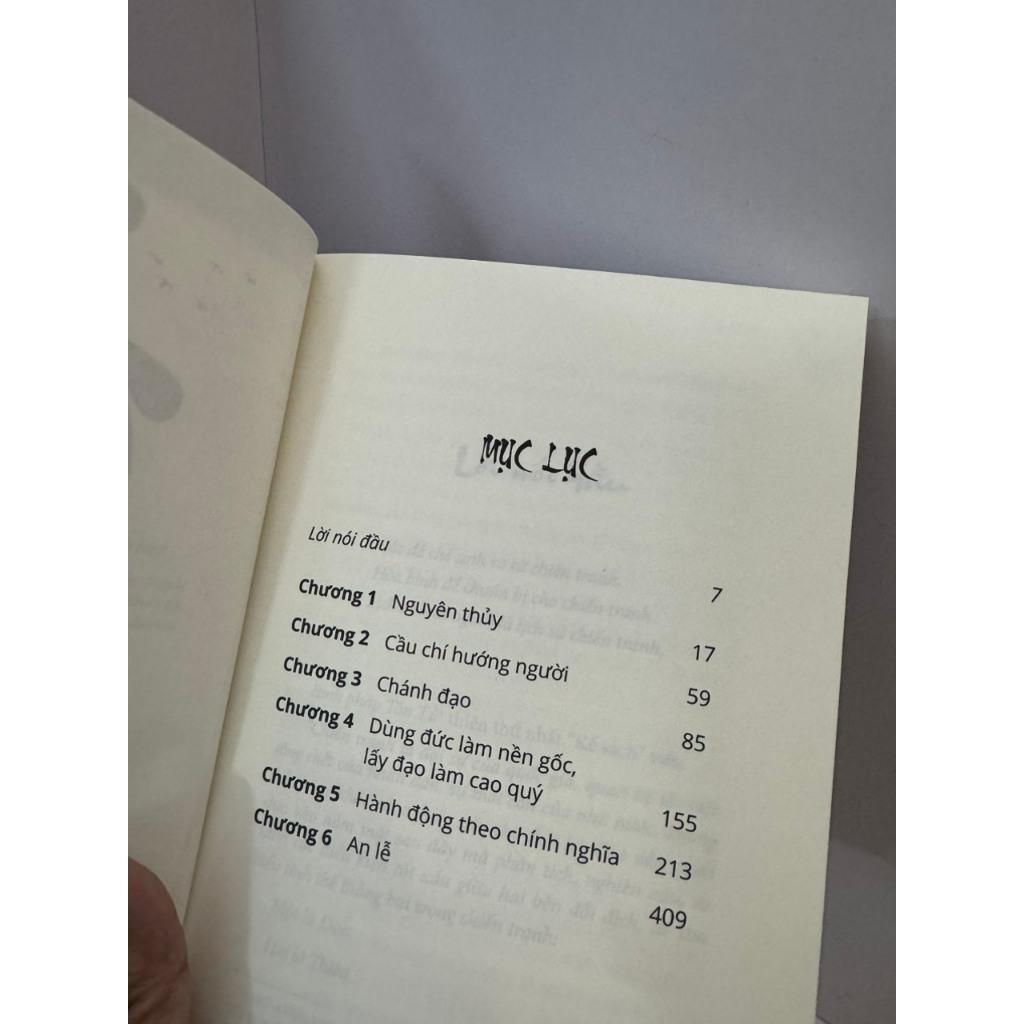 MỤC LỤC
Lời nói đầu 7
Chương 1 Nguyên thủy 17
Chương 2 Cầu chí hướng người 59
Chương 3 Chánh đạo 85
Chương 4 Dùng đức làm nền gốc,
lấy đạo làm cao quý 155
Chương 5 Hành động theo chính nghĩa 213
Chương 6 An lễ 409